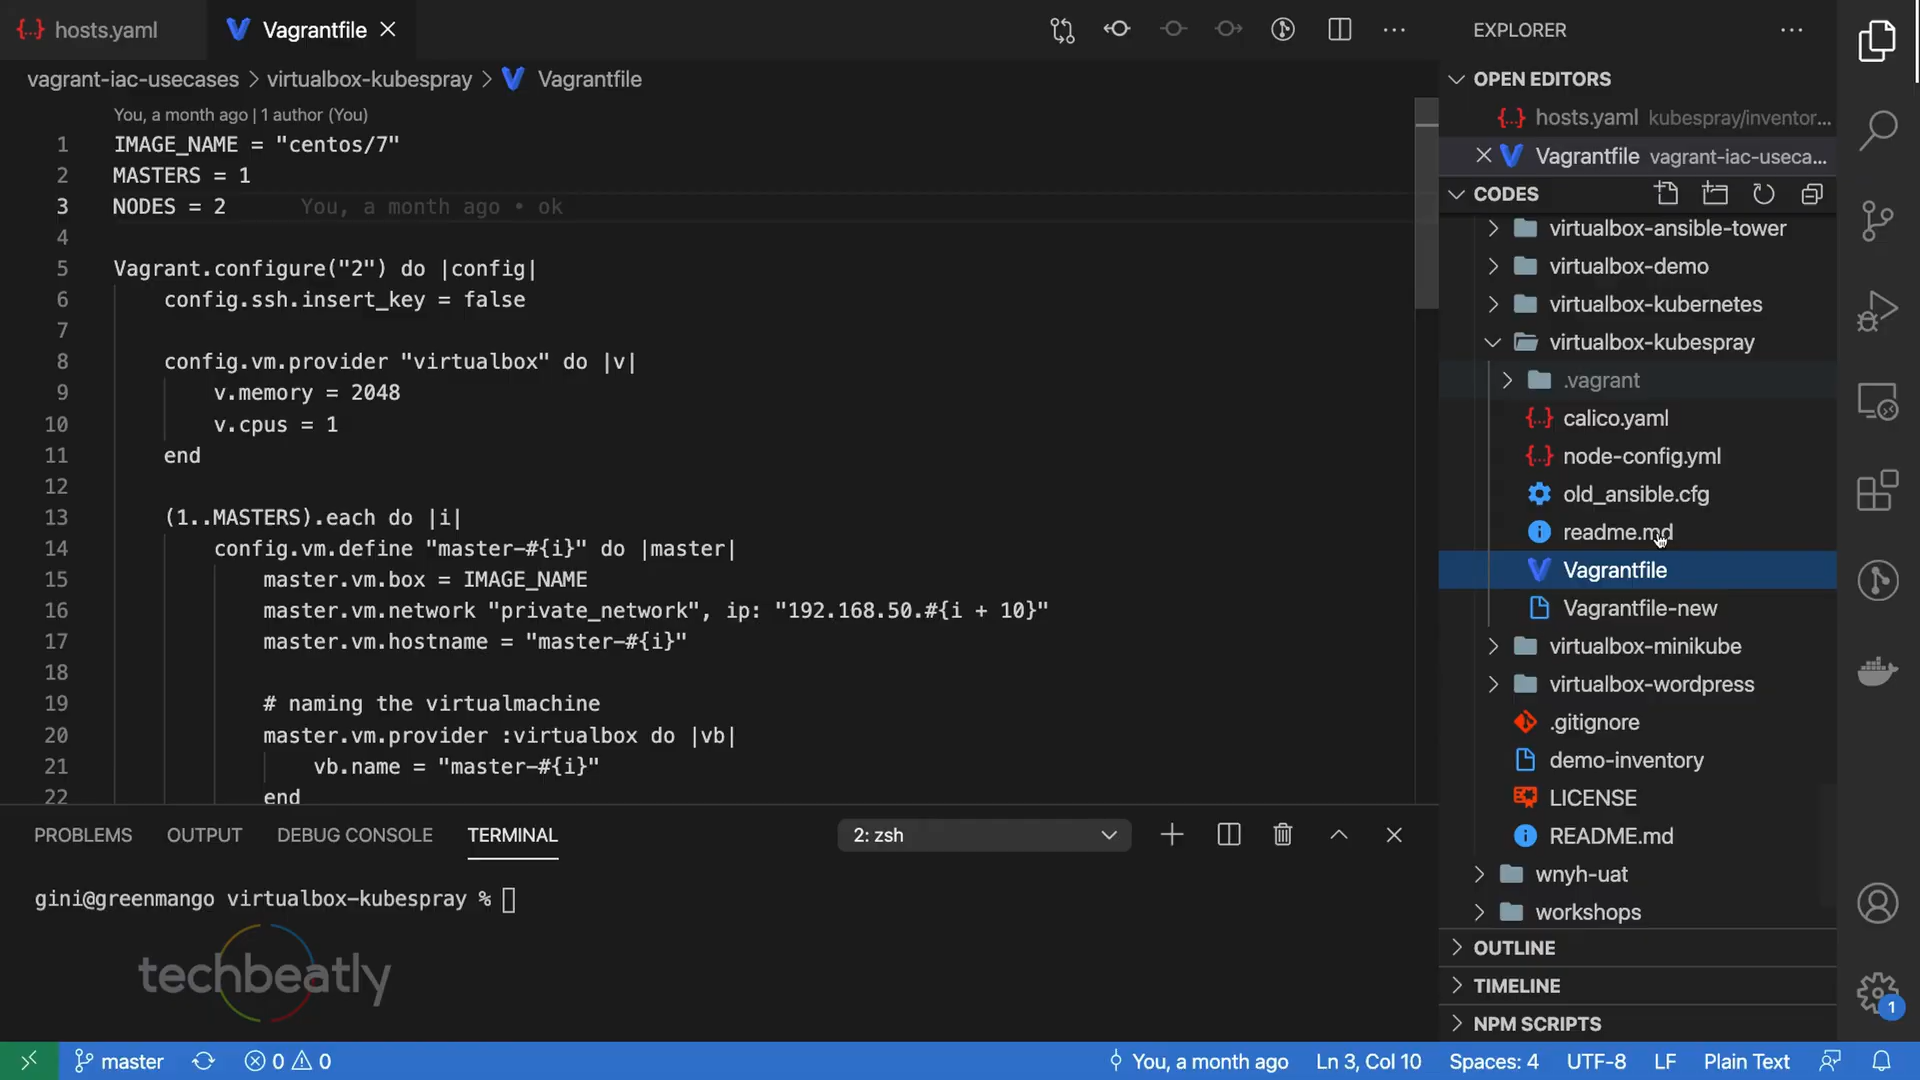 hosts.yaml
Vagrantfile
vagrant-iac-usecases > virtualbox-kubespray > Vagrantfile
You, a month ago | 1 author (You)
1 IMAGE_NAME = "centos/7"
2 MASTERS = 1
3 NODES = 2 You, a month ago • ok
4
5 Vagrant.configure("2") do |config|
6 config.ssh.insert_key = false
7
8 config.vm.provider "virtualbox" do |v|
9 v.memory = 2048
10 v.cpus = 1
11 end
12
13 (1..MASTERS).each do |i|
14 config.vm.define "master-#{i}" do |master|
15 master.vm.box = IMAGE_NAME
16 master.vm.network "private_network", ip: "192.168.50.#{i + 10}"
17 master.vm.hostname = "master-#{i}"
18
19 # naming the virtualmachine
20 master.vm.provider :virtualbox do |vb|
21 vb.name = "master-#{i}"
22 end
PROBLEMS OUTPUT DEBUG CONSOLE TERMINAL
2: zsh
gini@greenmango virtualbox-kubespray %
techbeatly
EXPLORER
OPEN EDITORS
hosts.yaml kubespray/inventor...
Vagrantfile vagrant-iac-useca...
CODES
virtualbox-ansible-tower
virtualbox-demo
virtualbox-kubernetes
virtualbox-kubespray
.vagrant
calico.yaml
node-config.yml
old_ansible.cfg
readme.md
Vagrantfile
Vagrantfile-new
virtualbox-minikube
virtualbox-wordpress
.gitignore
demo-inventory
LICENSE
README.md
wnyh-uat
workshops
OUTLINE
TIMELINE
NPM SCRIPTS
1
master 0 0 You, a month ago Ln 3, Col 10 Spaces: 4 UTF-8 LF Plain Text